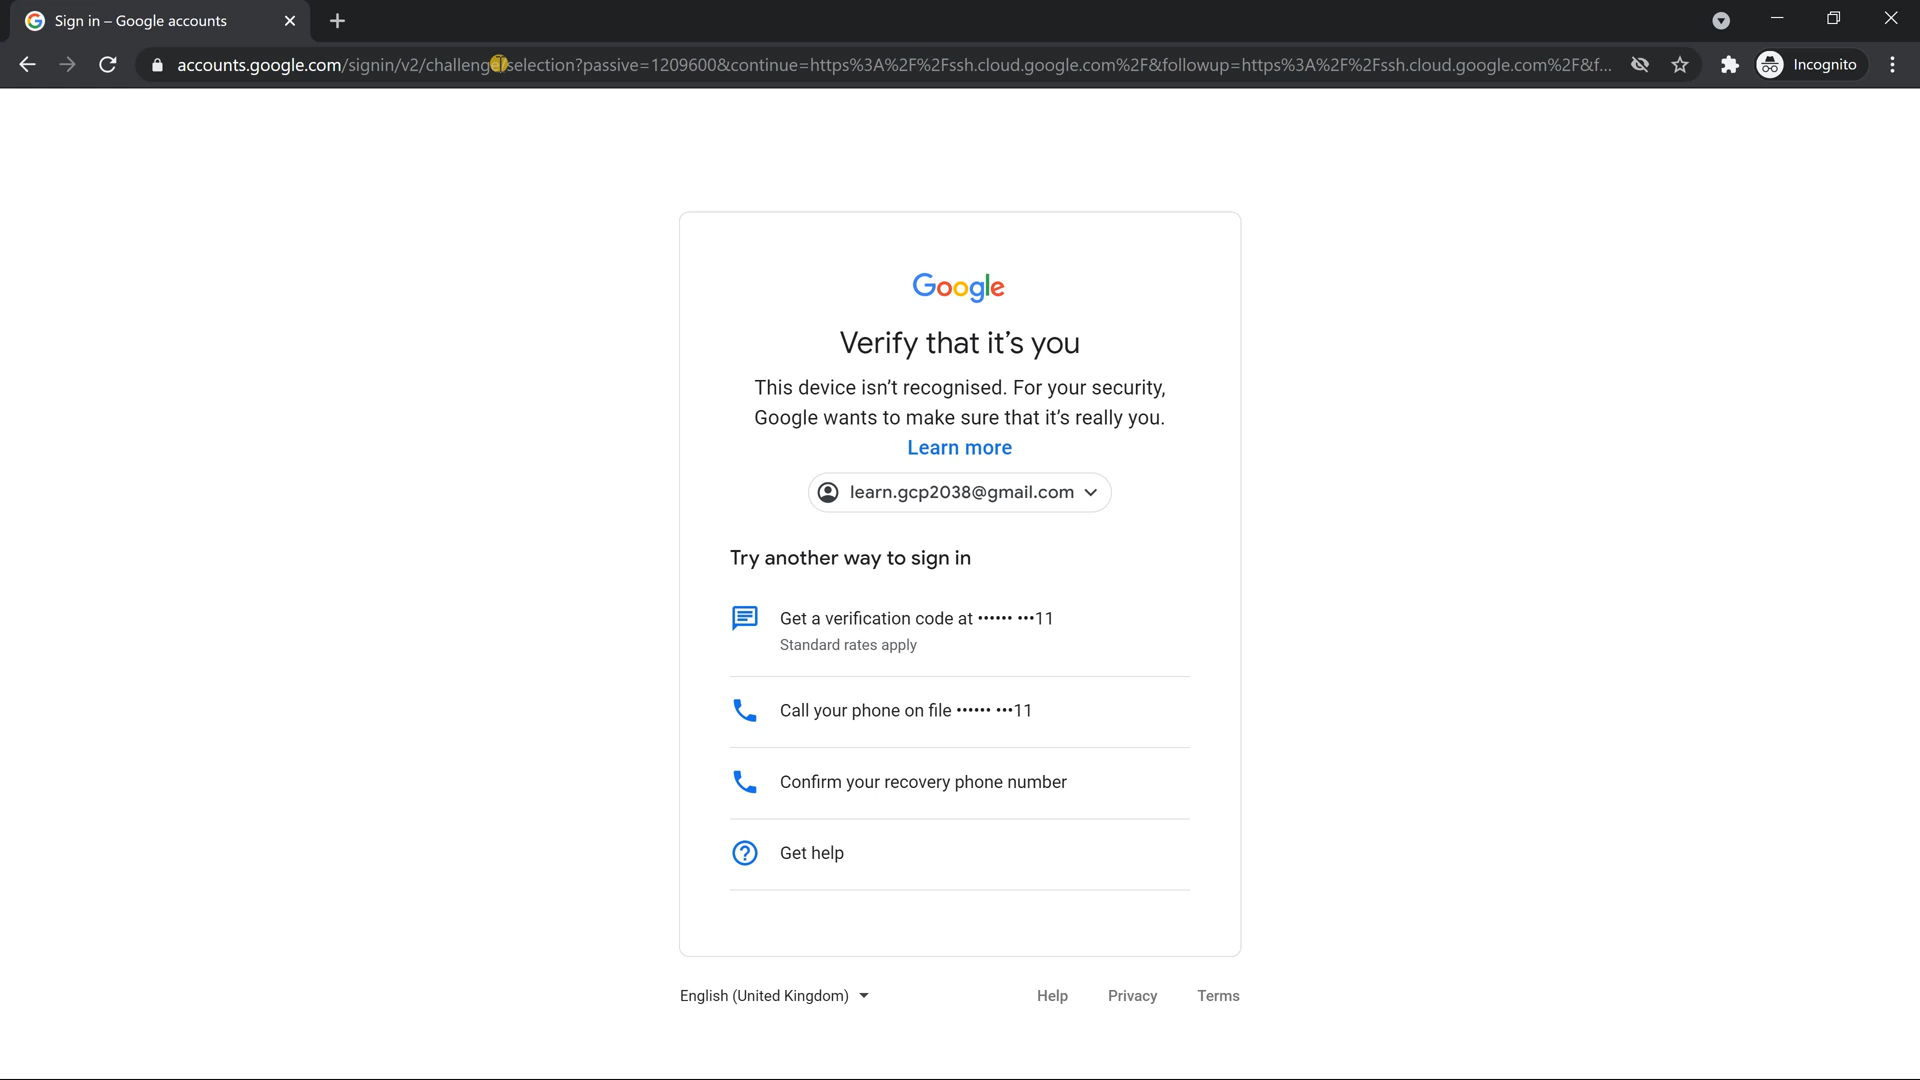 Sign in – Google accounts
accounts.google.com/signin/v2/challenge/selection?passive=1209600&continue=https%3A%2F%2Fssh.cloud.google.com%2F&followup=https%3A%2F%2Fssh.cloud.google.com%2F&f...
Incognito
Google
Verify that it’s you
This device isn’t recognised. For your security,
Google wants to make sure that it’s really you.
Learn more
learn.gcp2038@gmail.com
Try another way to sign in
Get a verification code at •••••• •••11
Standard rates apply
Call your phone on file •••••• •••11
Confirm your recovery phone number
Get help
English (United Kingdom)
Help
Privacy
Terms